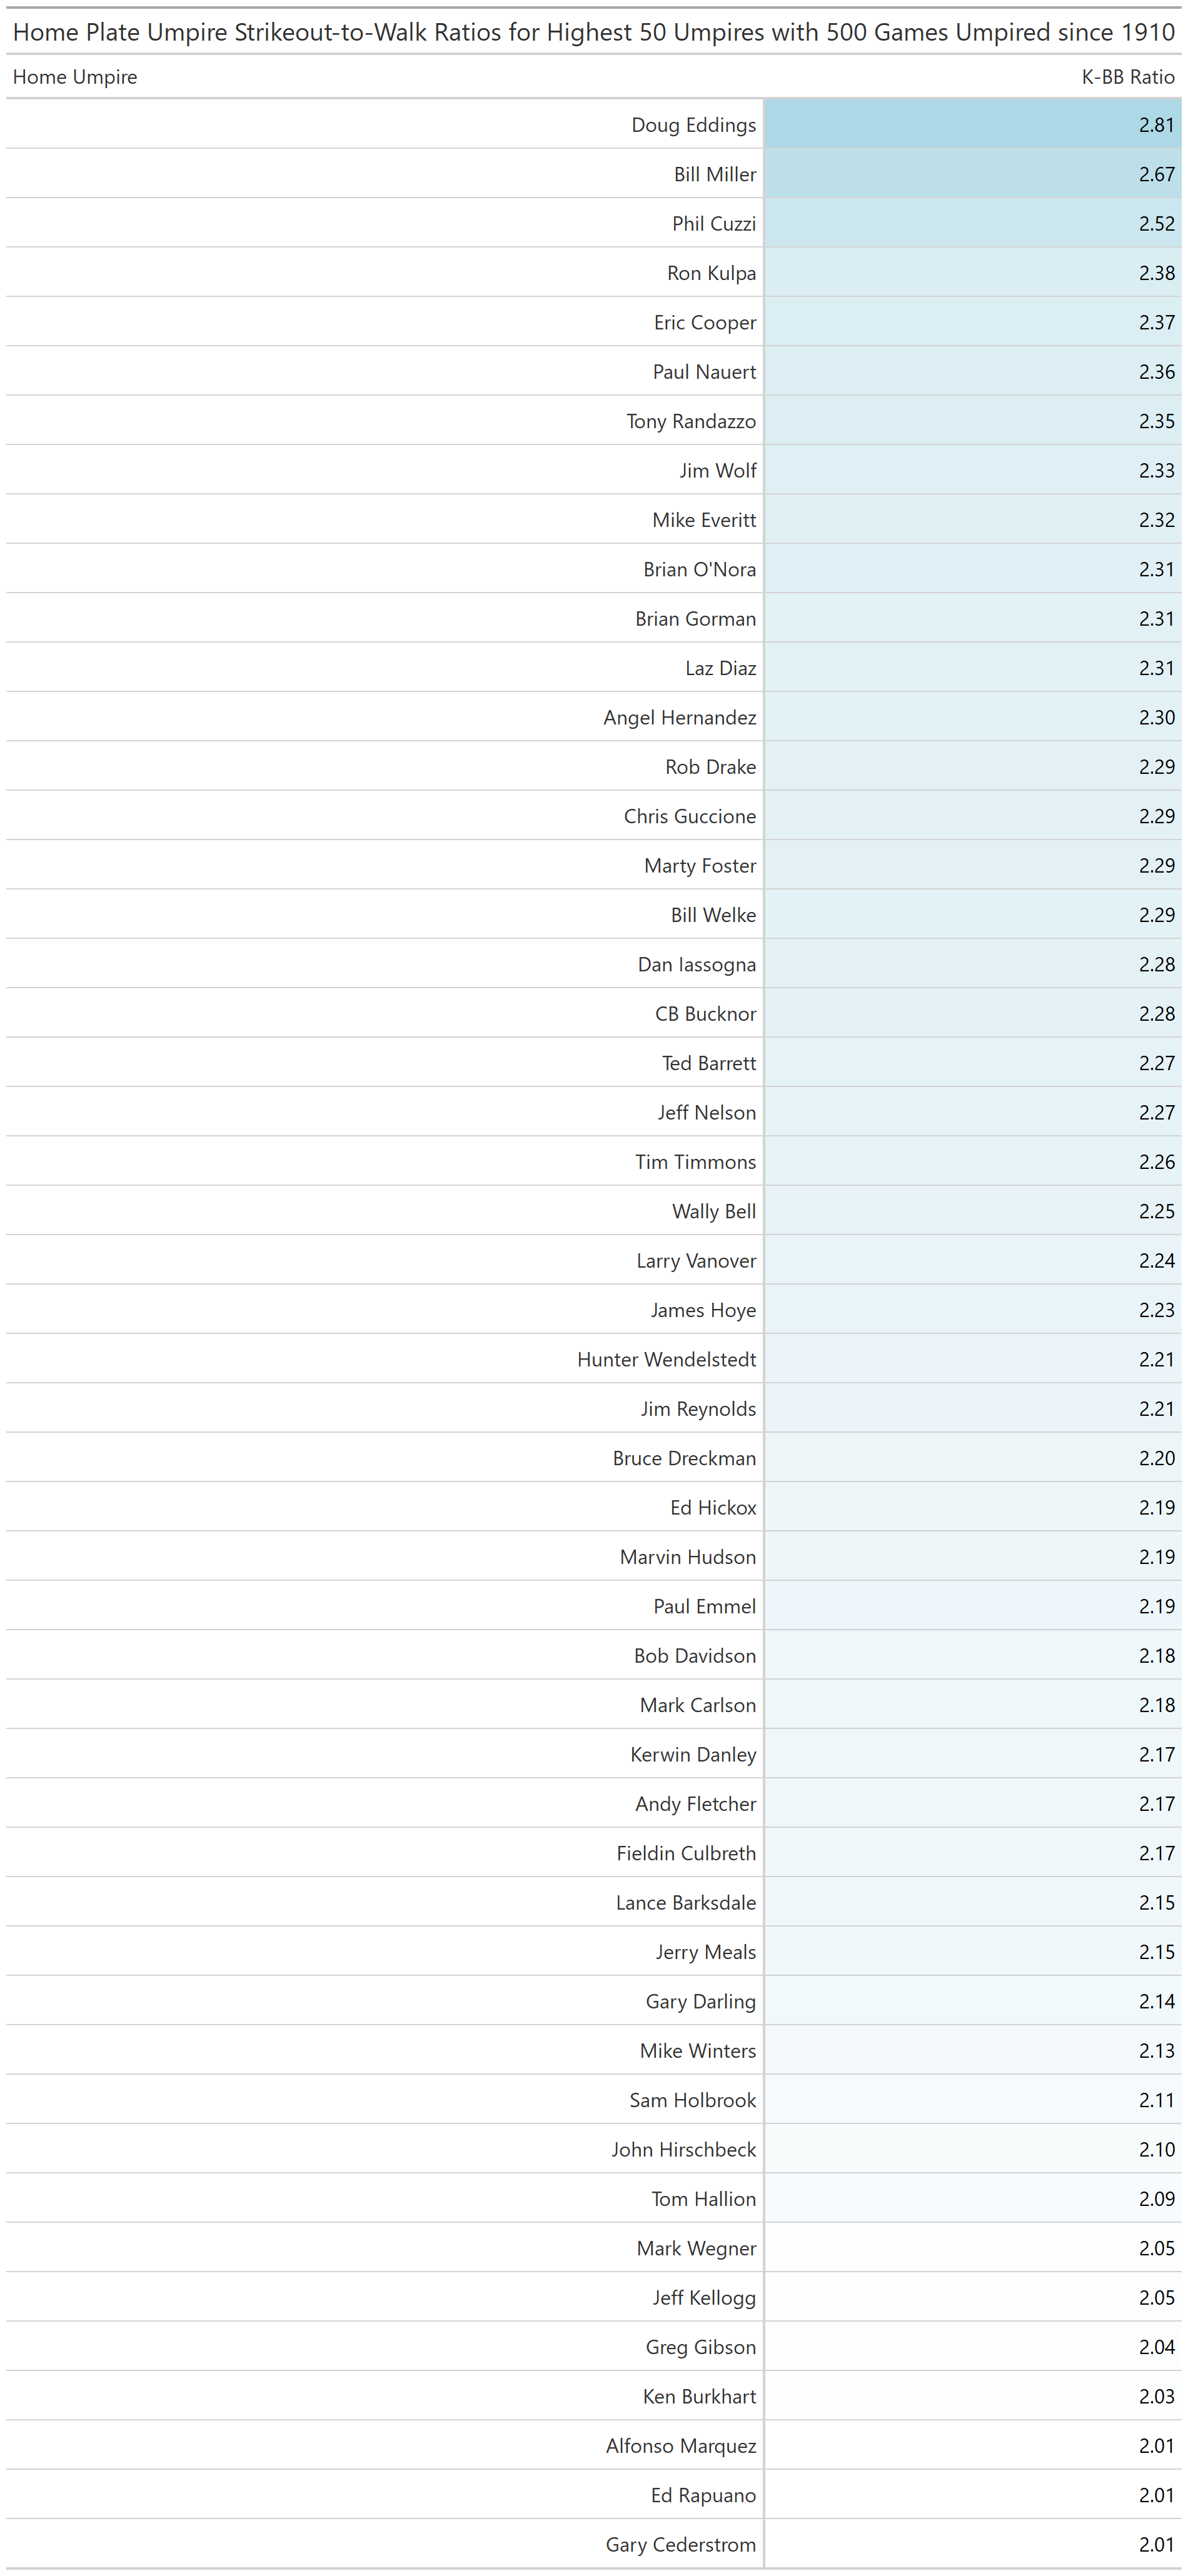 Home Plate Umpire Strikeout-to-Walk Ratios for Highest 50 Umpires with 500 Games Umpired since 1910
Home Umpire K-BB Ratio
Doug Eddings 2.81
Bill Miller 2.67
Phil Cuzzi 2.52
Ron Kulpa 2.38
Eric Cooper 2.37
Paul Nauert 2.36
Tony Randazzo 2.35
Jim Wolf 2.33
Mike Everitt 2.32
Brian O'Nora 2.31
Brian Gorman 2.31
Laz Diaz 2.31
Angel Hernandez 2.30
Rob Drake 2.29
Chris Guccione 2.29
Marty Foster 2.29
Bill Welke 2.29
Dan Iassogna 2.28
CB Bucknor 2.28
Ted Barrett 2.27
Jeff Nelson 2.27
Tim Timmons 2.26
Wally Bell 2.25
Larry Vanover 2.24
James Hoye 2.23
Hunter Wendelstedt 2.21
Jim Reynolds 2.21
Bruce Dreckman 2.20
Ed Hickox 2.19
Marvin Hudson 2.19
Paul Emmel 2.19
Bob Davidson 2.18
Mark Carlson 2.18
Kerwin Danley 2.17
Andy Fletcher 2.17
Fieldin Culbreth 2.17
Lance Barksdale 2.15
Jerry Meals 2.15
Gary Darling 2.14
Mike Winters 2.13
Sam Holbrook 2.11
John Hirschbeck 2.10
Tom Hallion 2.09
Mark Wegner 2.05
Jeff Kellogg 2.05
Greg Gibson 2.04
Ken Burkhart 2.03
Alfonso Marquez 2.01
Ed Rapuano 2.01
Gary Cederstrom 2.01